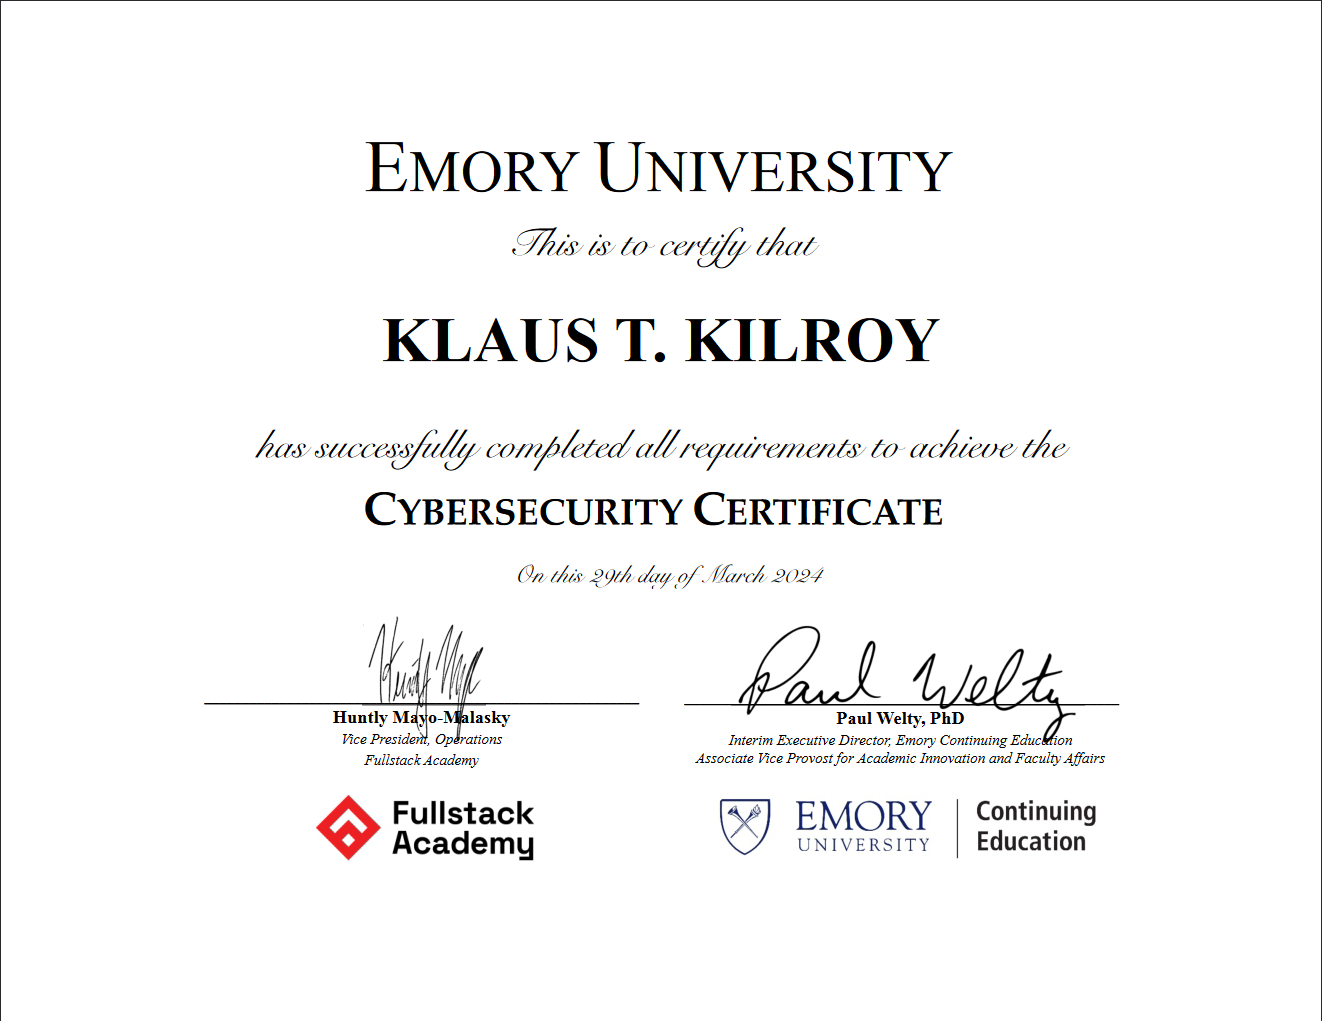 EMORY UNIVERSITY
This is to certify that
KLAUS T. KILROY
has successfully completed all requirements to achieve the
CYBERSECURITY CERTIFICATE
On this 29th day of March 2024
Huntly Mayo-Malasky
Vice President, Operations
Fullstack Academy
Paul Welty
Paul Welty, PhD
Interim Executive Director, Emory Continuing Education
Associate Vice Provost for Academic Innovation and Faculty Affairs
Fullstack
Academy
EMORY
UNIVERSITY
Continuing
Education